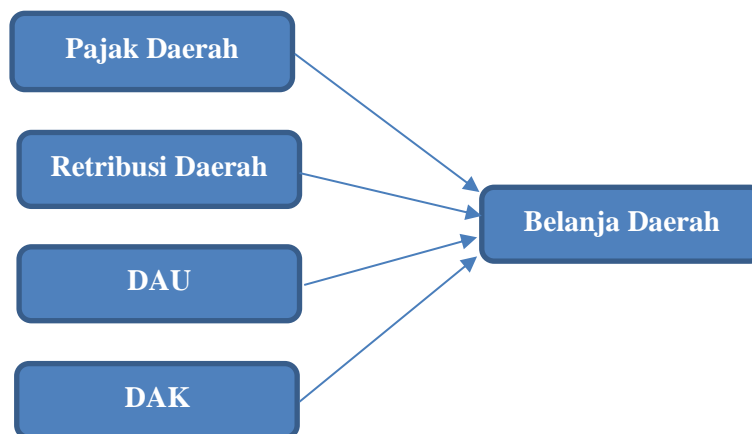 Pajak Daerah
Retribusi Daerah
Belanja Daerah
DAU
DAK